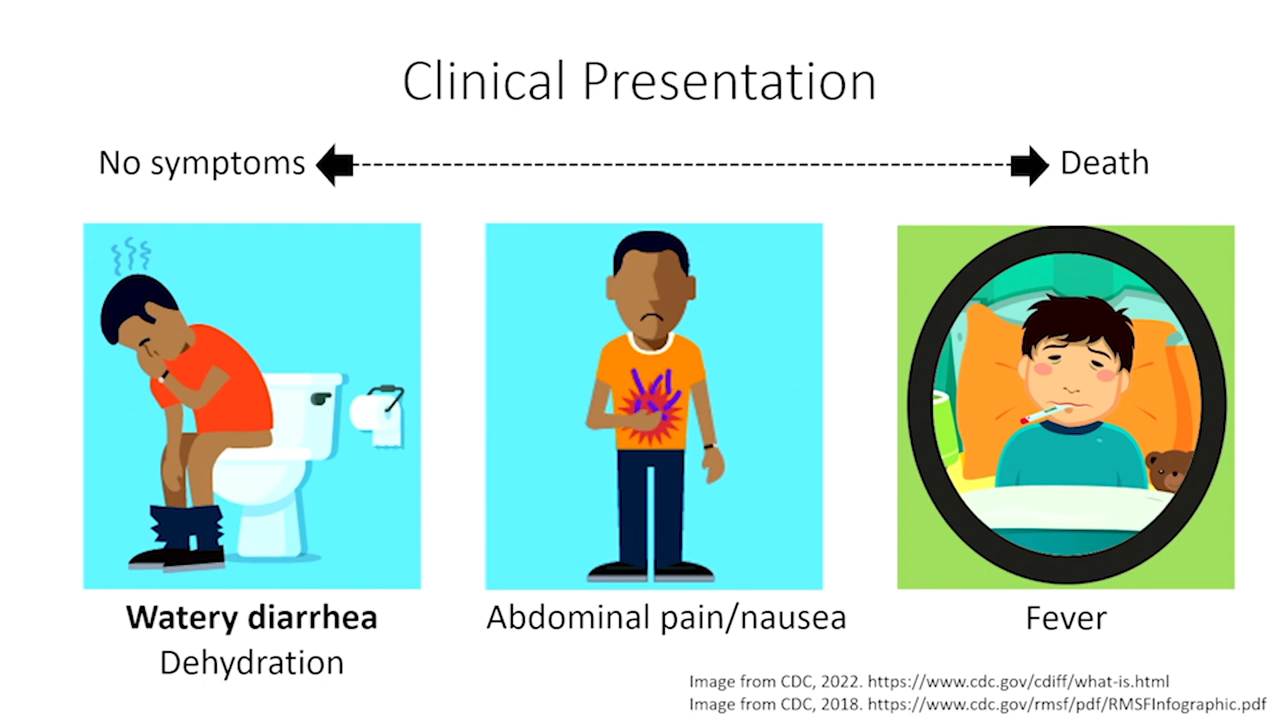 Clinical Presentation
No symptoms
Death
Watery diarrhea
Dehydration
Abdominal pain/nausea
Fever
Image from CDC, 2022. https://www.cdc.gov/cdiff/what-is.html
Image from CDC, 2018. https://www.cdc.gov/rmsf/pdf/RMSFInfographic.pdf